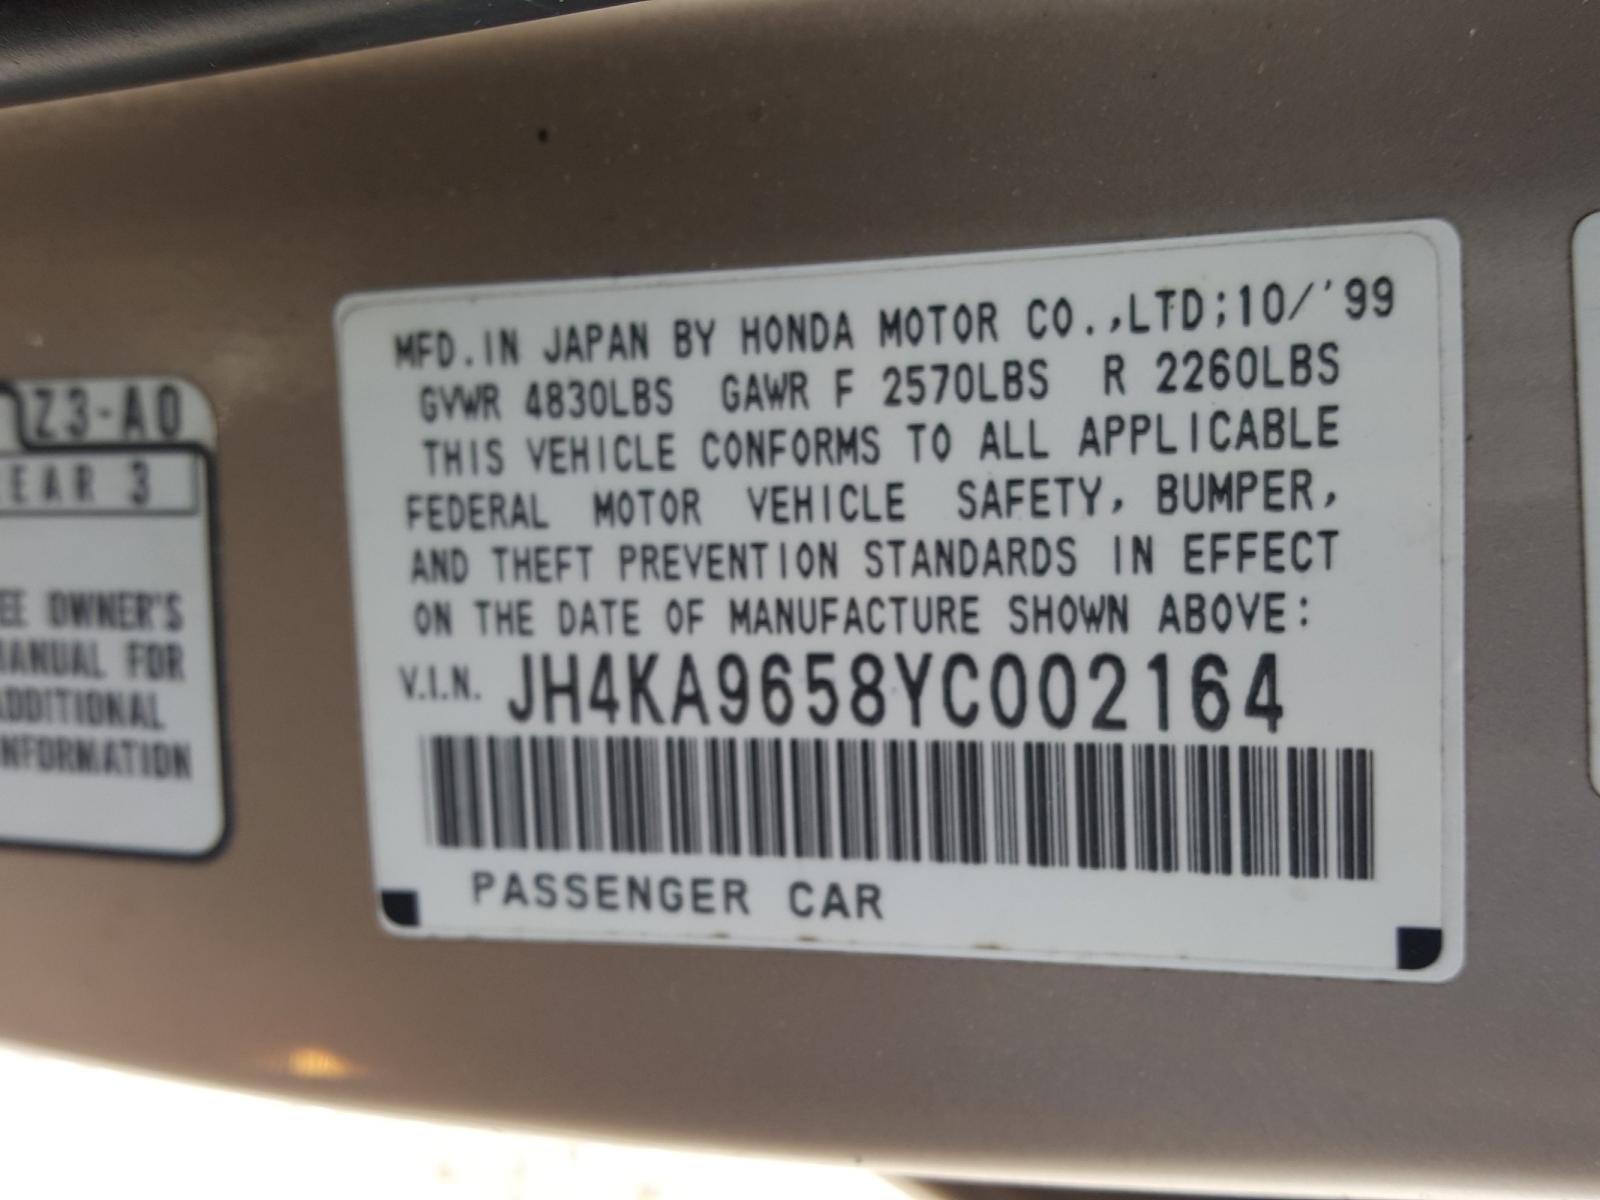 MFD. IN JAPAN BY HONDA MOTOR CO.,LTD;10/'99
GVWR 4830LBS GAWR F 2570LBS R 2260LBS
THIS VEHICLE CONFORMS TO ALL APPLICABLE
FEDERAL MOTOR VEHICLE SAFETY, BUMPER,
AND THEFT PREVENTION STANDARDS IN EFFECT
ON THE DATE OF MANUFACTURE SHOWN ABOVE:
V.I.N. JH4KA9658YC002164
PASSENGER CAR
Z3-A0
EAR 3
EE OWNER'S
ANUAL FOR
DDITIONAL
NFORMATION